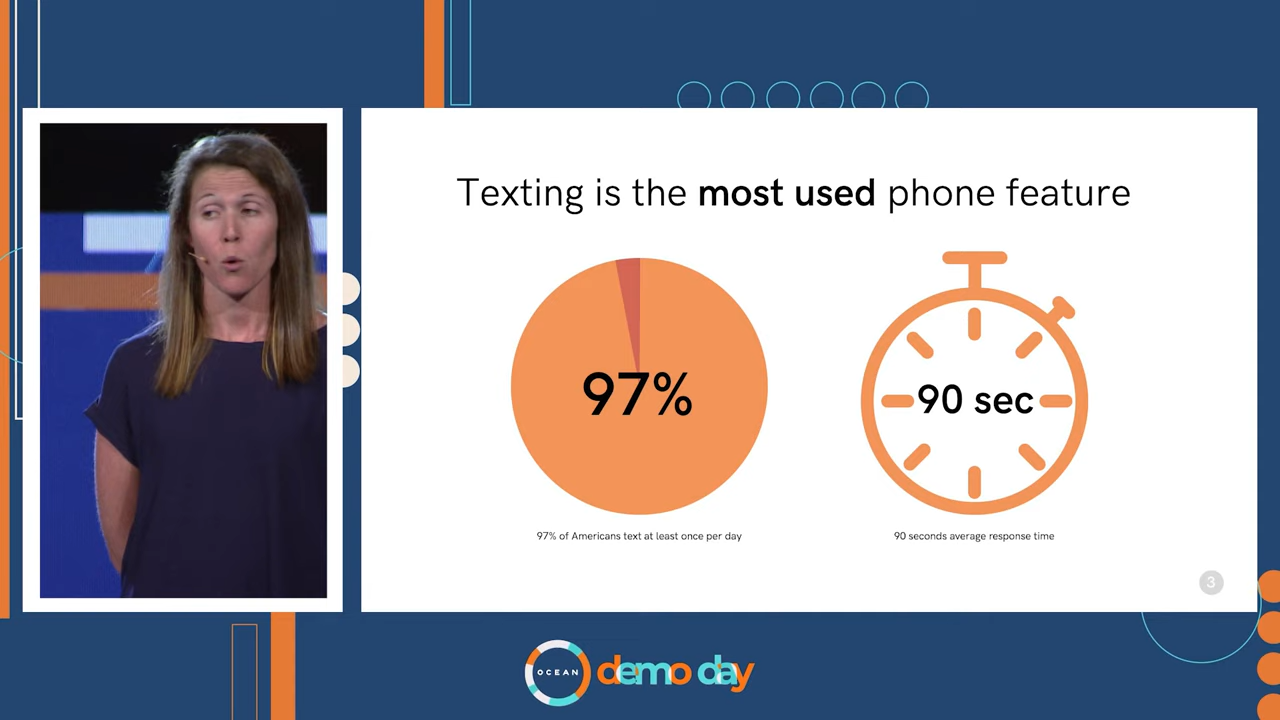 Texting is the most used phone feature
97%
90 sec
97% of Americans text at least once per day
90 seconds average response time
3
OCEAN
demo day